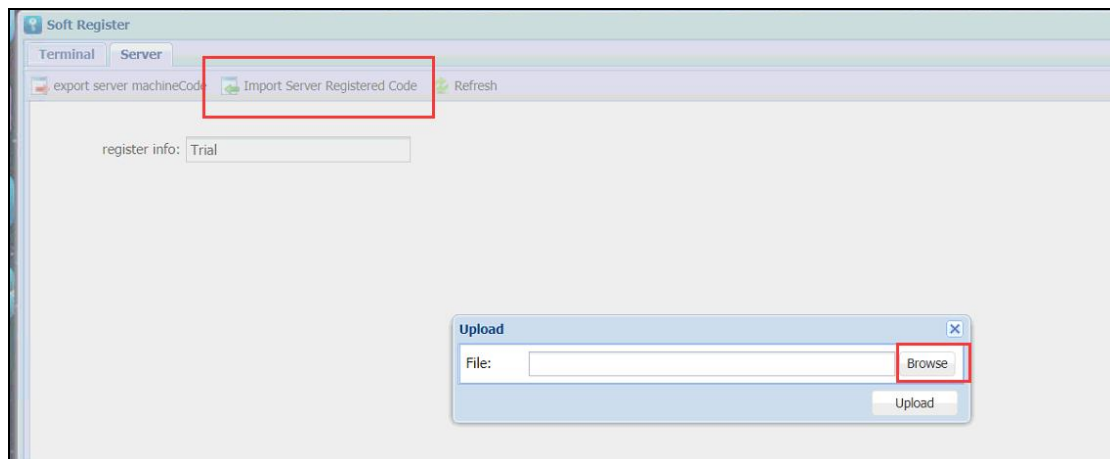 Soft Register
Terminal Server
export server machineCode Import Server Registered Code Refresh
register info: Trial
Upload
File: Browse
Upload